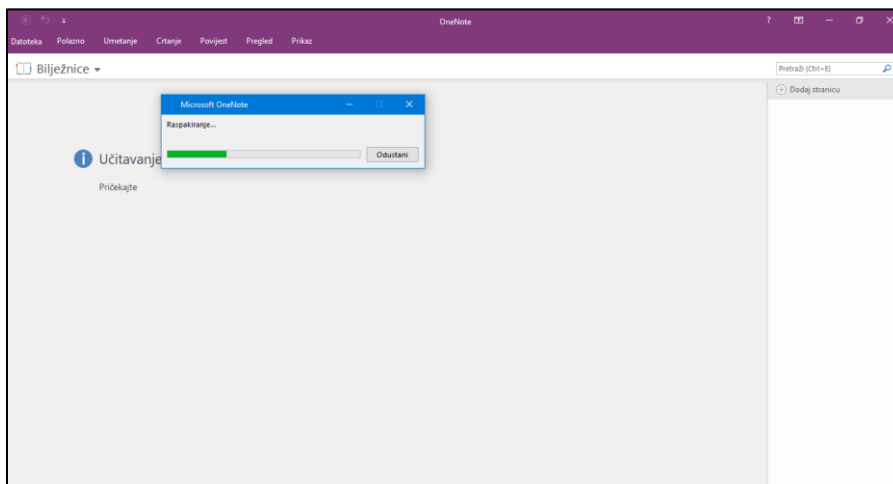 OneNote
?
Datoteka Polazno Umetanje Crtanje Povijest Pregled Prikaz
Bilježnice
Pretraži (Ctrl+E)
Dodaj stranicu
Microsoft OneNote
Raspakiranje...
Odustani
Učitavanje
Pričekajte